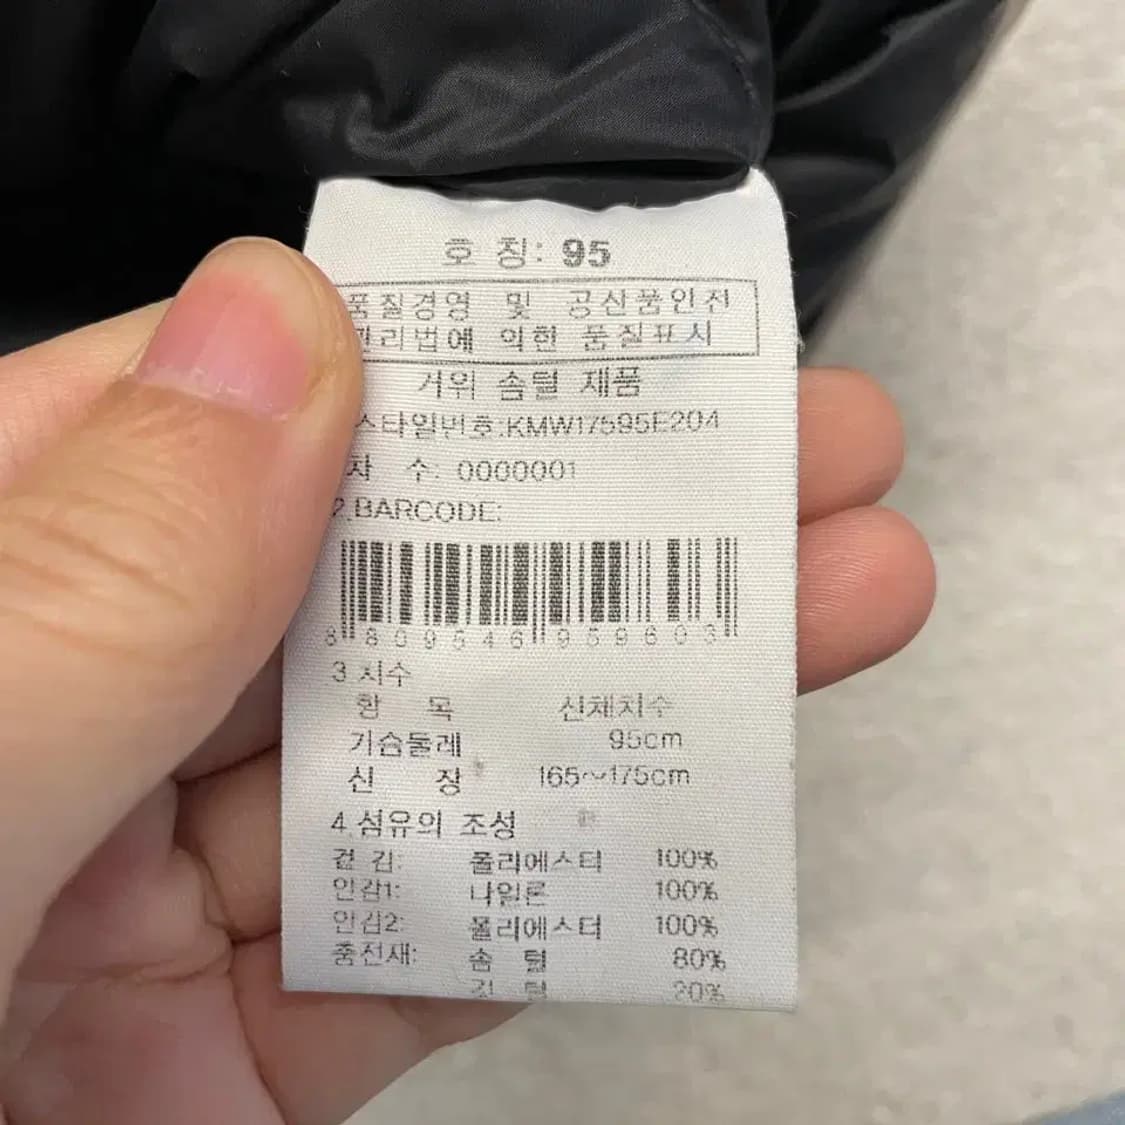 호 칭: 95
품질경영 및 공산품안전
관리법에 의한 품질표시
거위 솜털 제품
스타일번호:KMW17595E204
차 수: 0000001
2.BARCODE:
8 809546 959603
3 치수
항 목 신체치수
가슴둘레 95cm
신 장 165~175cm
4.섬유의 조성
겉 감: 폴리에스터 100%
안감1: 나일론 100%
안감2: 폴리에스터 100%
충전재: 솜 털 80%
깃 털 20%